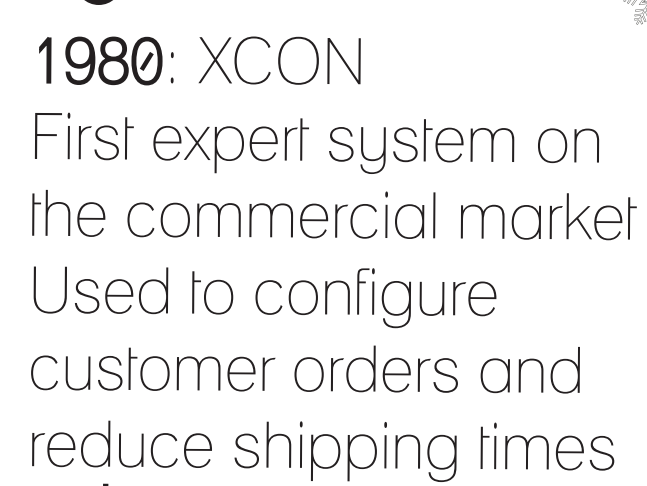 1980: XCON
First expert system on
the commercial market
Used to configure
customer orders and
reduce shipping times